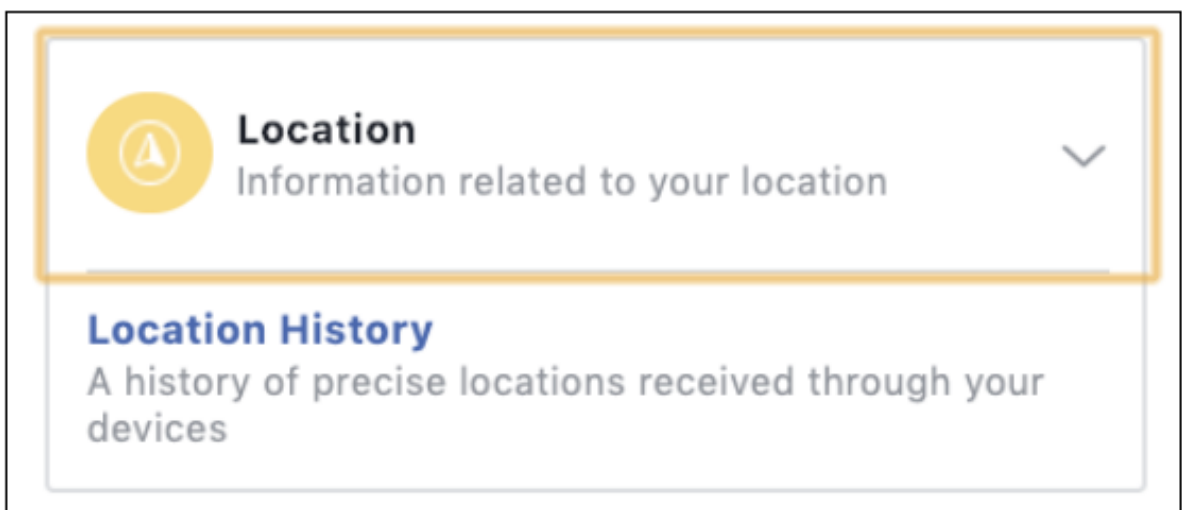 Location
Information related to your location
Location History
A history of precise locations received through your
devices